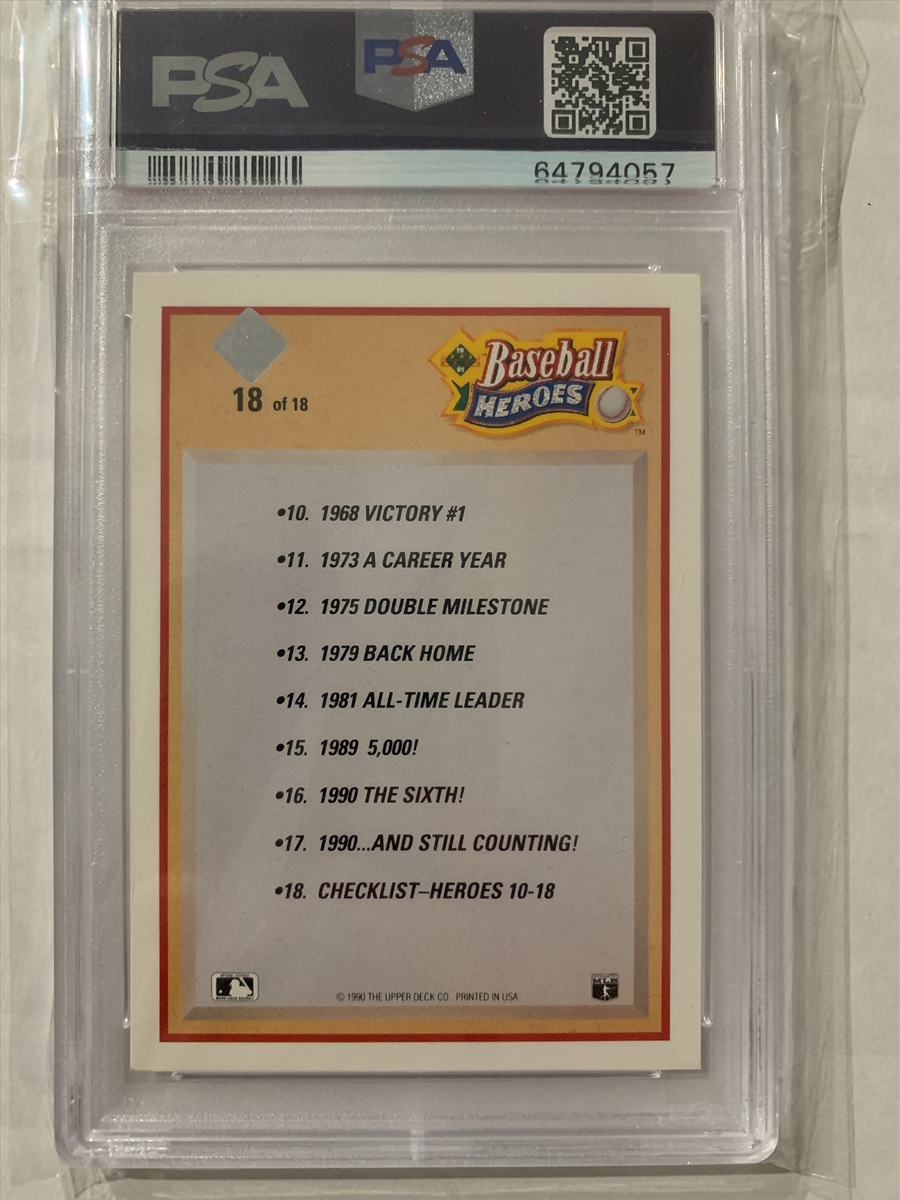 PSA PSA
64794057
Baseball
HEROES
TM
18 of 18
•10. 1968 VICTORY #1
•11. 1973 A CAREER YEAR
•12. 1975 DOUBLE MILESTONE
•13. 1979 BACK HOME
•14. 1981 ALL-TIME LEADER
•15. 1989 5,000!
•16. 1990 THE SIXTH!
•17. 1990...AND STILL COUNTING!
•18. CHECKLIST–HEROES 10-18
© 1990 THE UPPER DECK CO. PRINTED IN USA